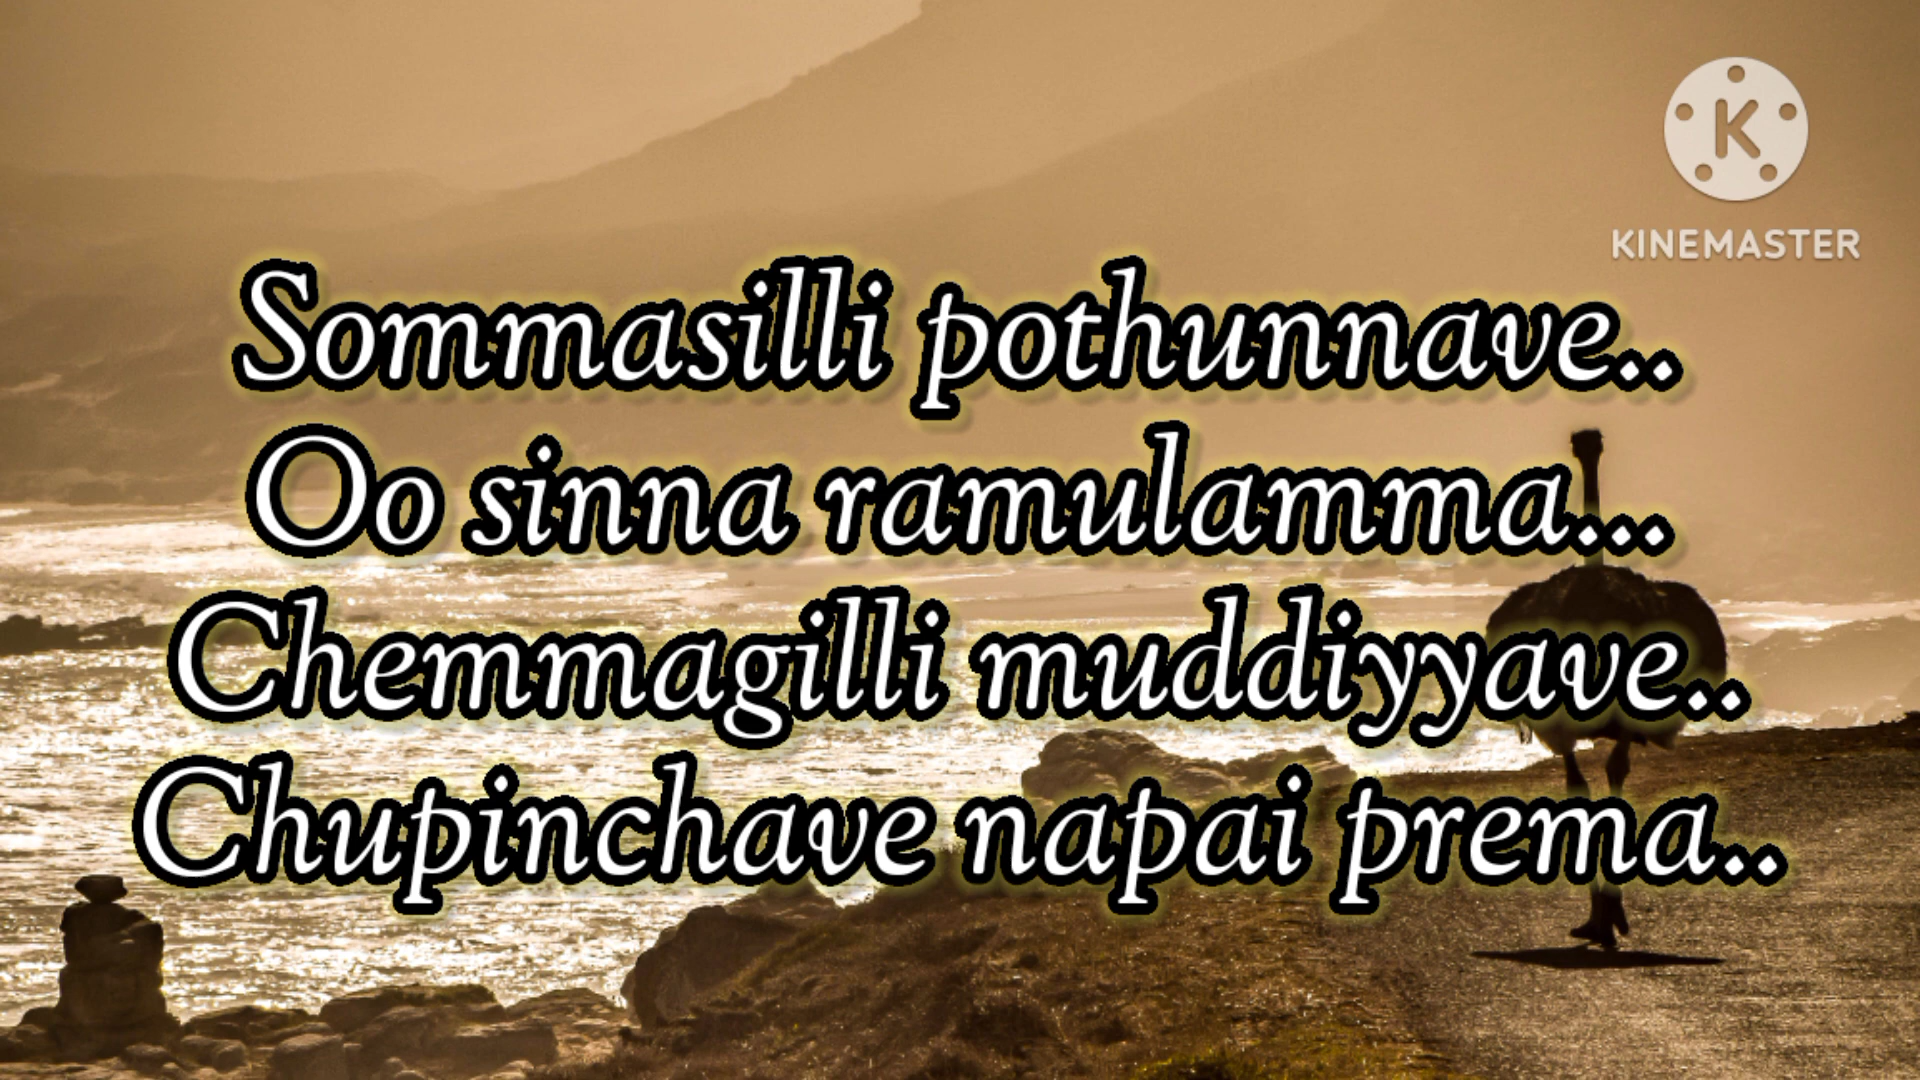 K
KINEMASTER
Sommasilli pothunnave..
Oo sinna ramulamma...
Chemmagilli muddiyyave..
Chupinchave napai prema..